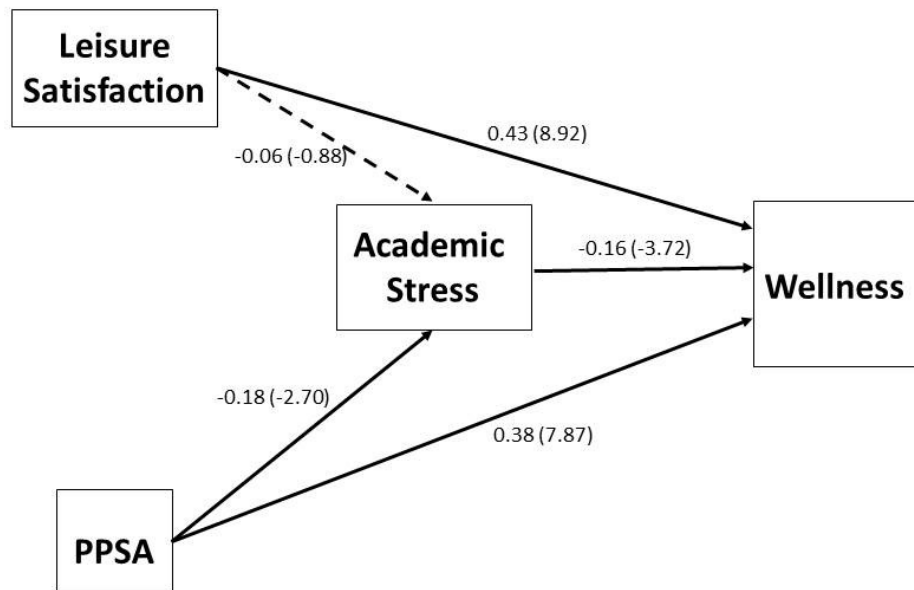 Leisure
Satisfaction
0.43 (8.92)
-0.06 (-0.88)
Academic
Stress
-0.16 (-3.72)
Wellness
-0.18 (-2.70)
0.38 (7.87)
PPSA